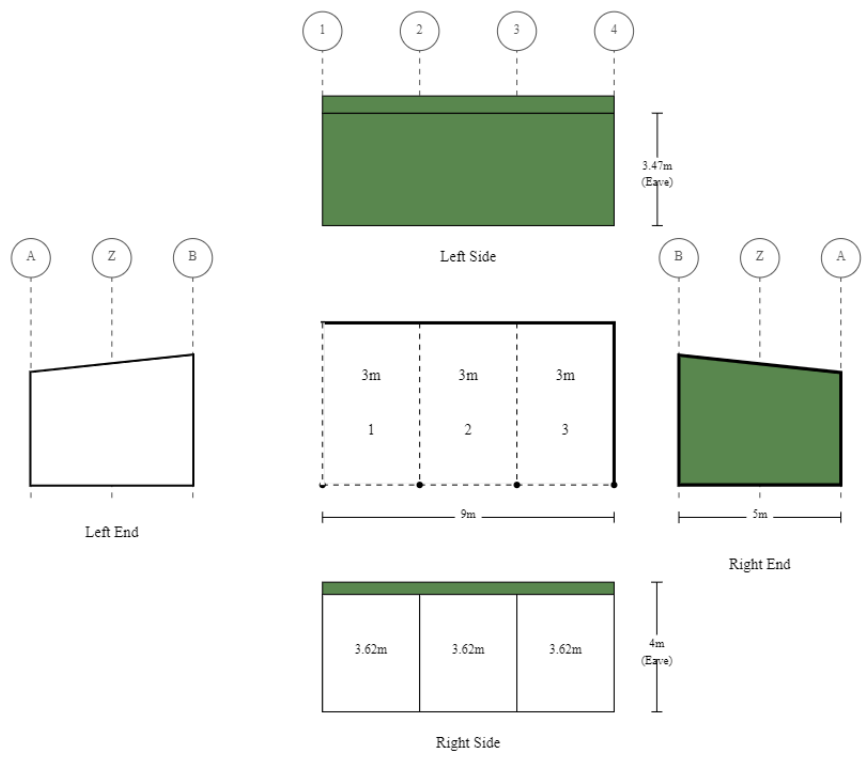 1
2
3
4
3.47m
(Eave)
Left Side
A
Z
B
B
Z
A
3m
3m
3m
1
2
3
9m
5m
Left End
Right End
3.62m
3.62m
3.62m
4m
(Eave)
Right Side